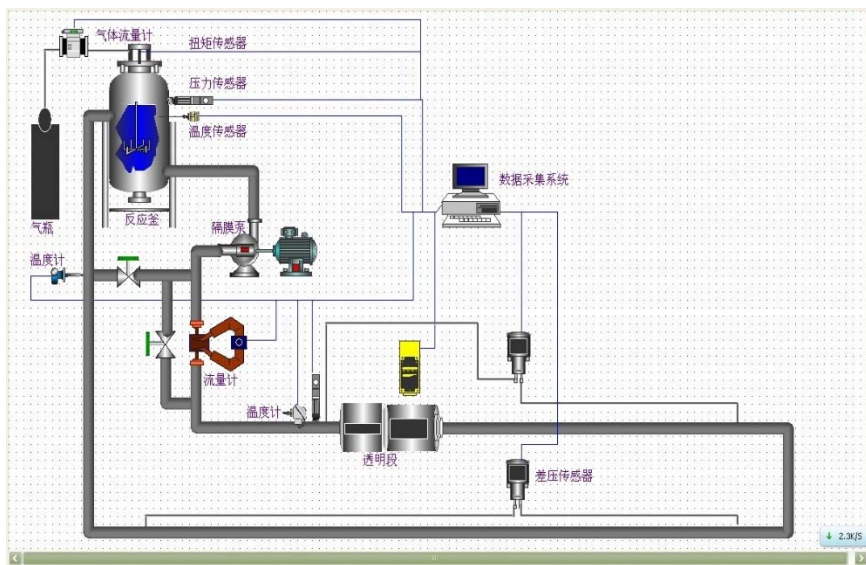 气体流量计
扭矩传感器
压力传感器
温度传感器
数据采集系统
气瓶
反应釜
隔膜泵
温度计
流量计
温度计
透明段
差压传感器
2.3K/S